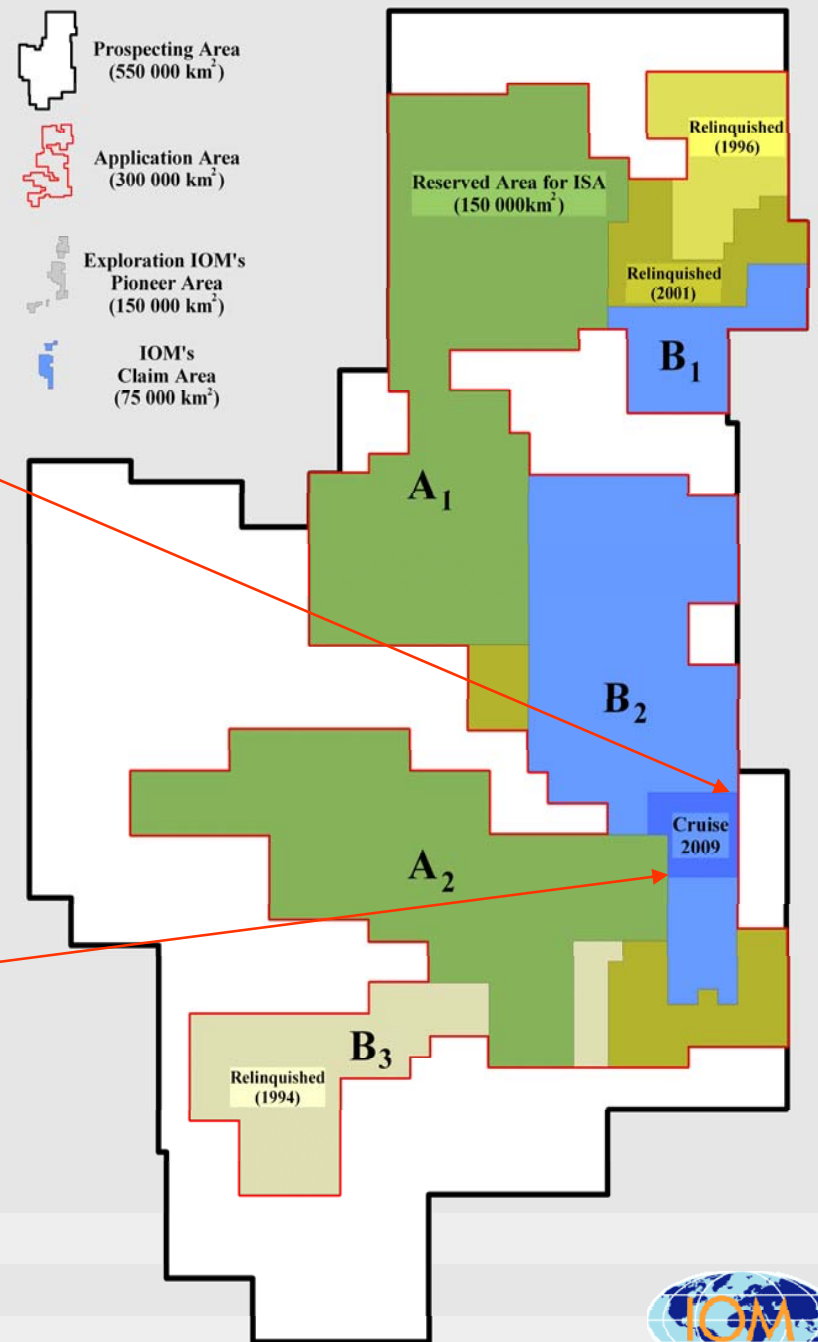 Prospecting Area
(550 000 km²)
Application Area
(300 000 km²)
Exploration IOM's
Pioneer Area
(150 000 km²)
IOM's
Claim Area
(75 000 km²)
Relinquished
(1996)
Reserved Area for ISA
(150 000km²)
Relinquished
(2001)
B₁
A₁
B₂
Cruise
2009
A₂
B₃
Relinquished
(1994)
IOM